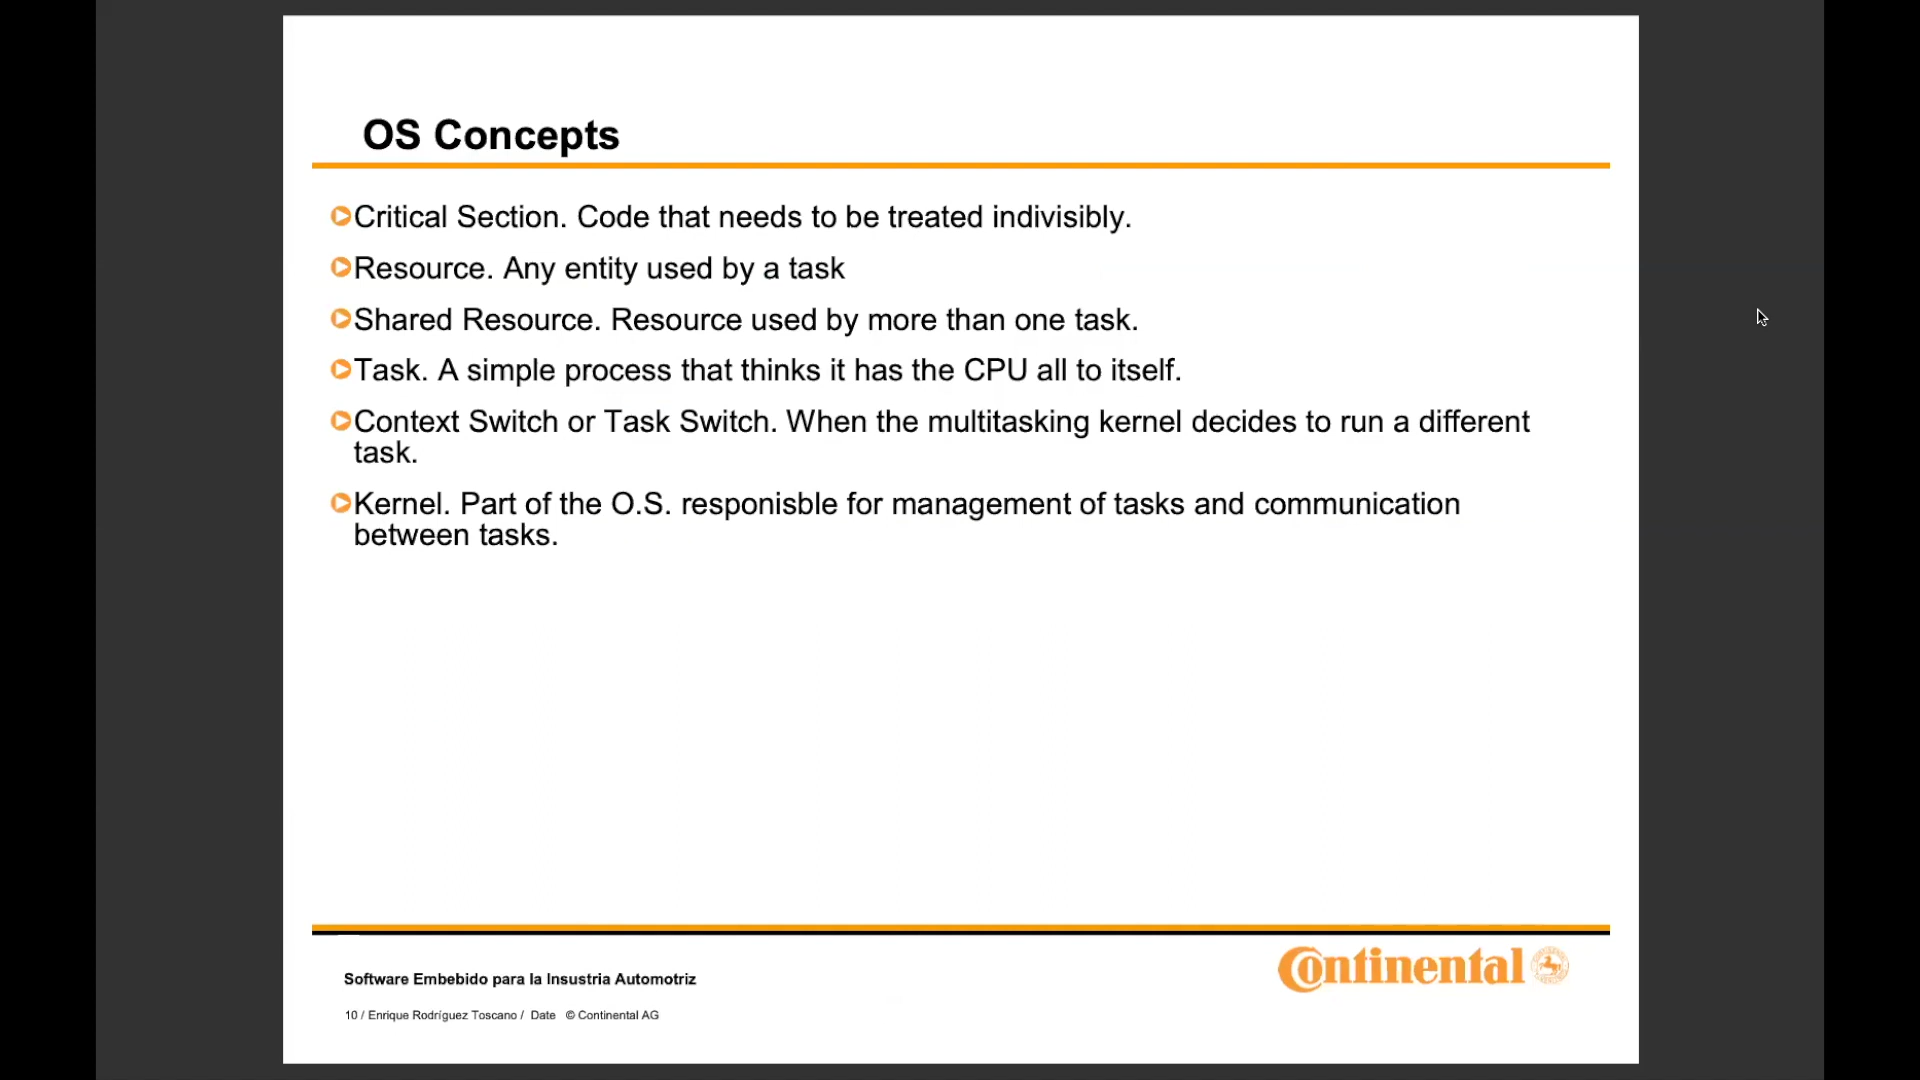 OS Concepts
Critical Section. Code that needs to be treated indivisibly.
Resource. Any entity used by a task
Shared Resource. Resource used by more than one task.
Task. A simple process that thinks it has the CPU all to itself.
Context Switch or Task Switch. When the multitasking kernel decides to run a different
task.
Kernel. Part of the O.S. responisble for management of tasks and communication
between tasks.
Continental
Software Embebido para la Insustria Automotriz
10 / Enrique Rodríguez Toscano / Date © Continental AG